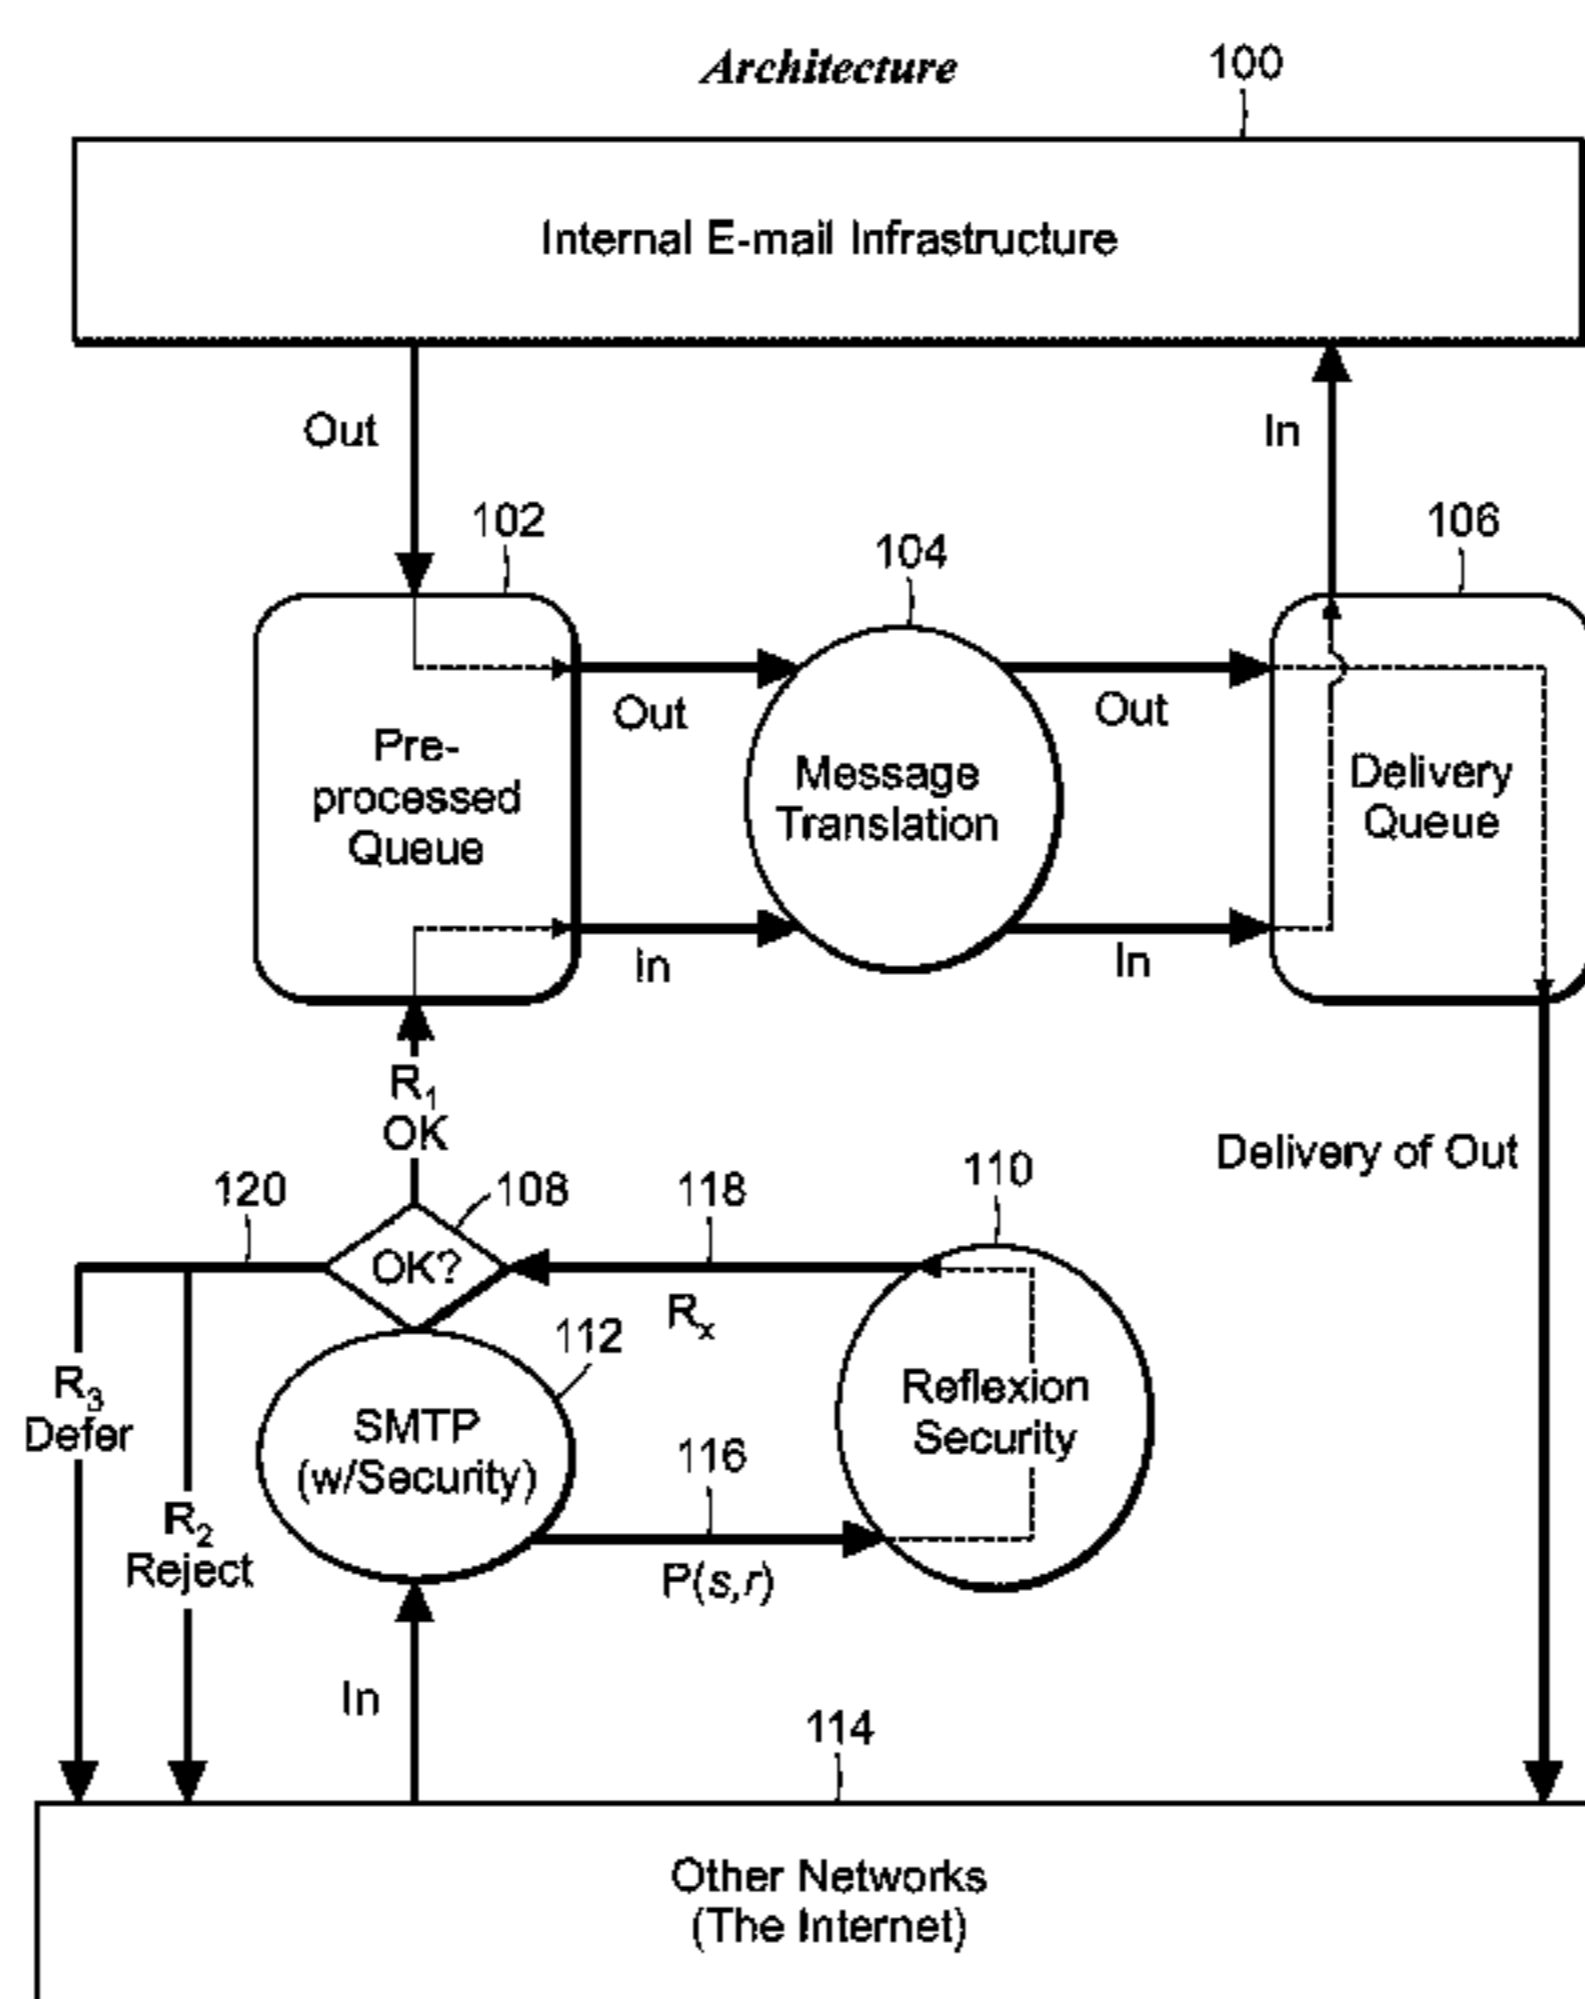 Architecture
100
Internal E-mail Infrastructure
Out
In
102
104
106
Out
Out
Pre-
processed
Queue
Message
Translation
Delivery
Queue
In
In
R1
OK
Delivery of Out
120
108
118
110
OK?
Rx
112
R3
Defer
SMTP
(w/Security)
Reflexion
Security
116
R2
Reject
P(s,r)
In
114
Other Networks
(The Internet)